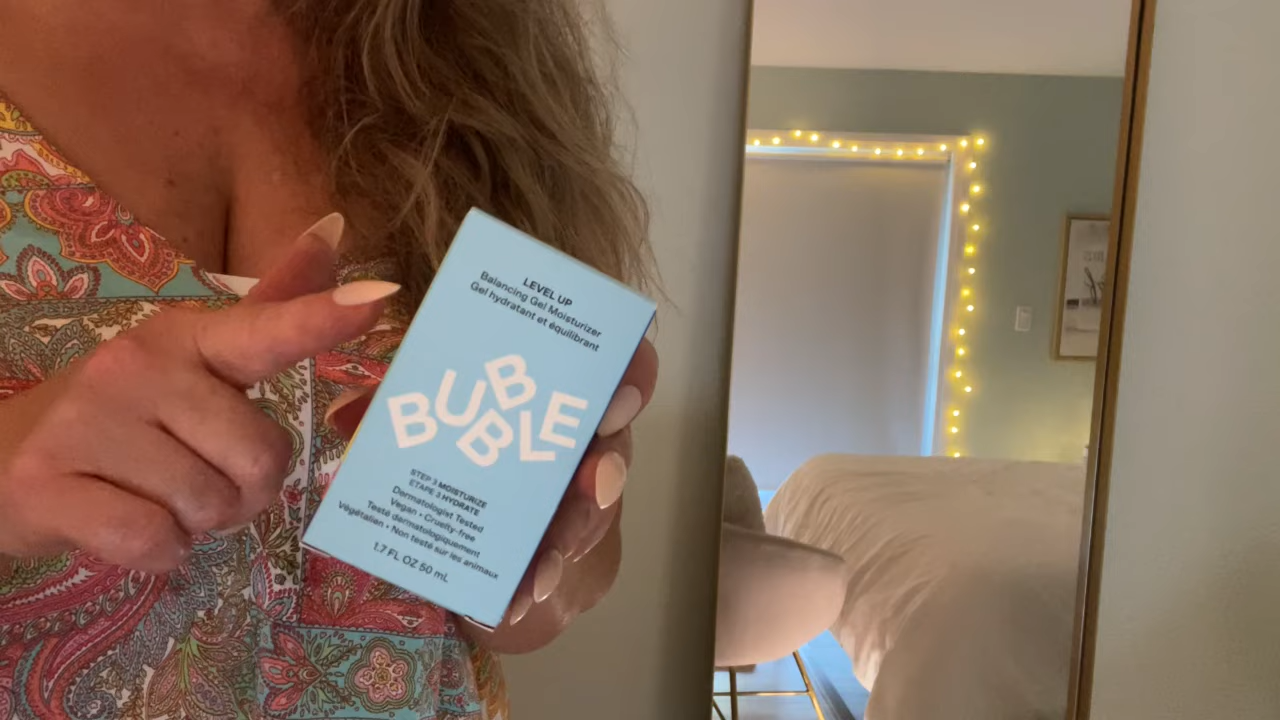 LEVEL UP
Balancing Gel Moisturizer
Gel hydratant et équilibrant
BUBBLE
STEP 3 MOISTURIZE
ÉTAPE 3 HYDRATE
Dermatologist Tested
Vegan • Cruelty-free
Testé dermatologiquement
Végétalien • Non testé sur les animaux
1.7 FL OZ 50 mL